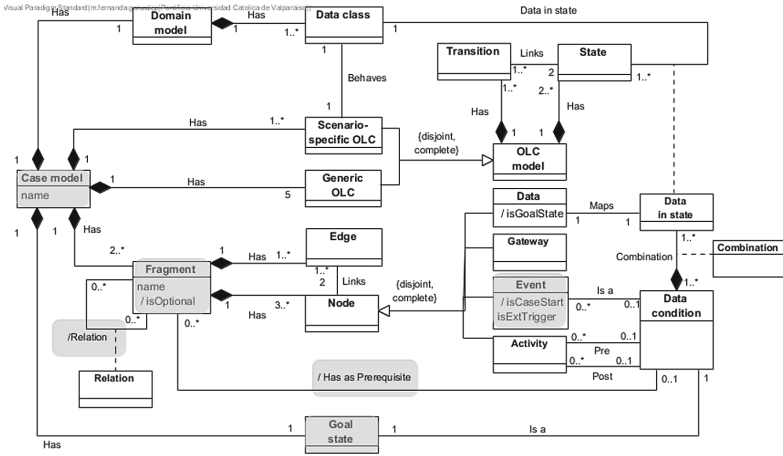 Visual Paradigm Standard(m.fernanda.gonzalez(Pontificia Universidad Catolica de Valparaiso))
Has
Data in state
Domain
model
Data class
1
1
1..*
1
1
Behaves
1
Transition
State
Links
1..*
2
1..*
1..*
2..*
Has
Has
1
1
OLC
model
{disjoint,
complete}
Scenario-
specific OLC
Has
1..*
Generic
OLC
1
Has
5
1
1
Case model
name
1
1
Has
2..*
Data
/ isGoalState
1
Maps
1
Data
in state
1..*
Combination
Combination
1..*
Gateway
Edge
1
Has
1..*
1..*
2
Links
Fragment
name
/ isOptional
0..*
0..*
0..*
1
Has
3..*
Node
{disjoint,
complete}
Event
/ isCaseStart
isExtTrigger
Is a
0..*
0..1
Data
condition
Activity
0..*
0..1
Pre
0..*
0..1
Post
/Relation
Relation
/ Has as Prerequisite
0..1
1
Goal
state
1
1
Is a
Has